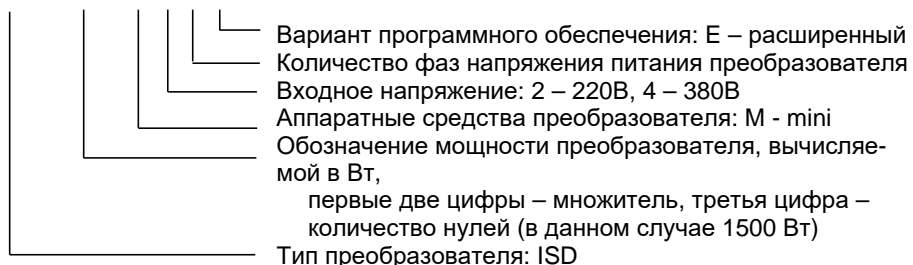 Вариант программного обеспечения: Е – расширенный
Количество фаз напряжения питания преобразователя
Входное напряжение: 2 – 220В, 4 – 380В
Аппаратные средства преобразователя: М - mini
Обозначение мощности преобразователя, вычисляе-
мой в Вт,
первые две цифры – множитель, третья цифра –
количество нулей (в данном случае 1500 Вт)
Тип преобразователя: ISD